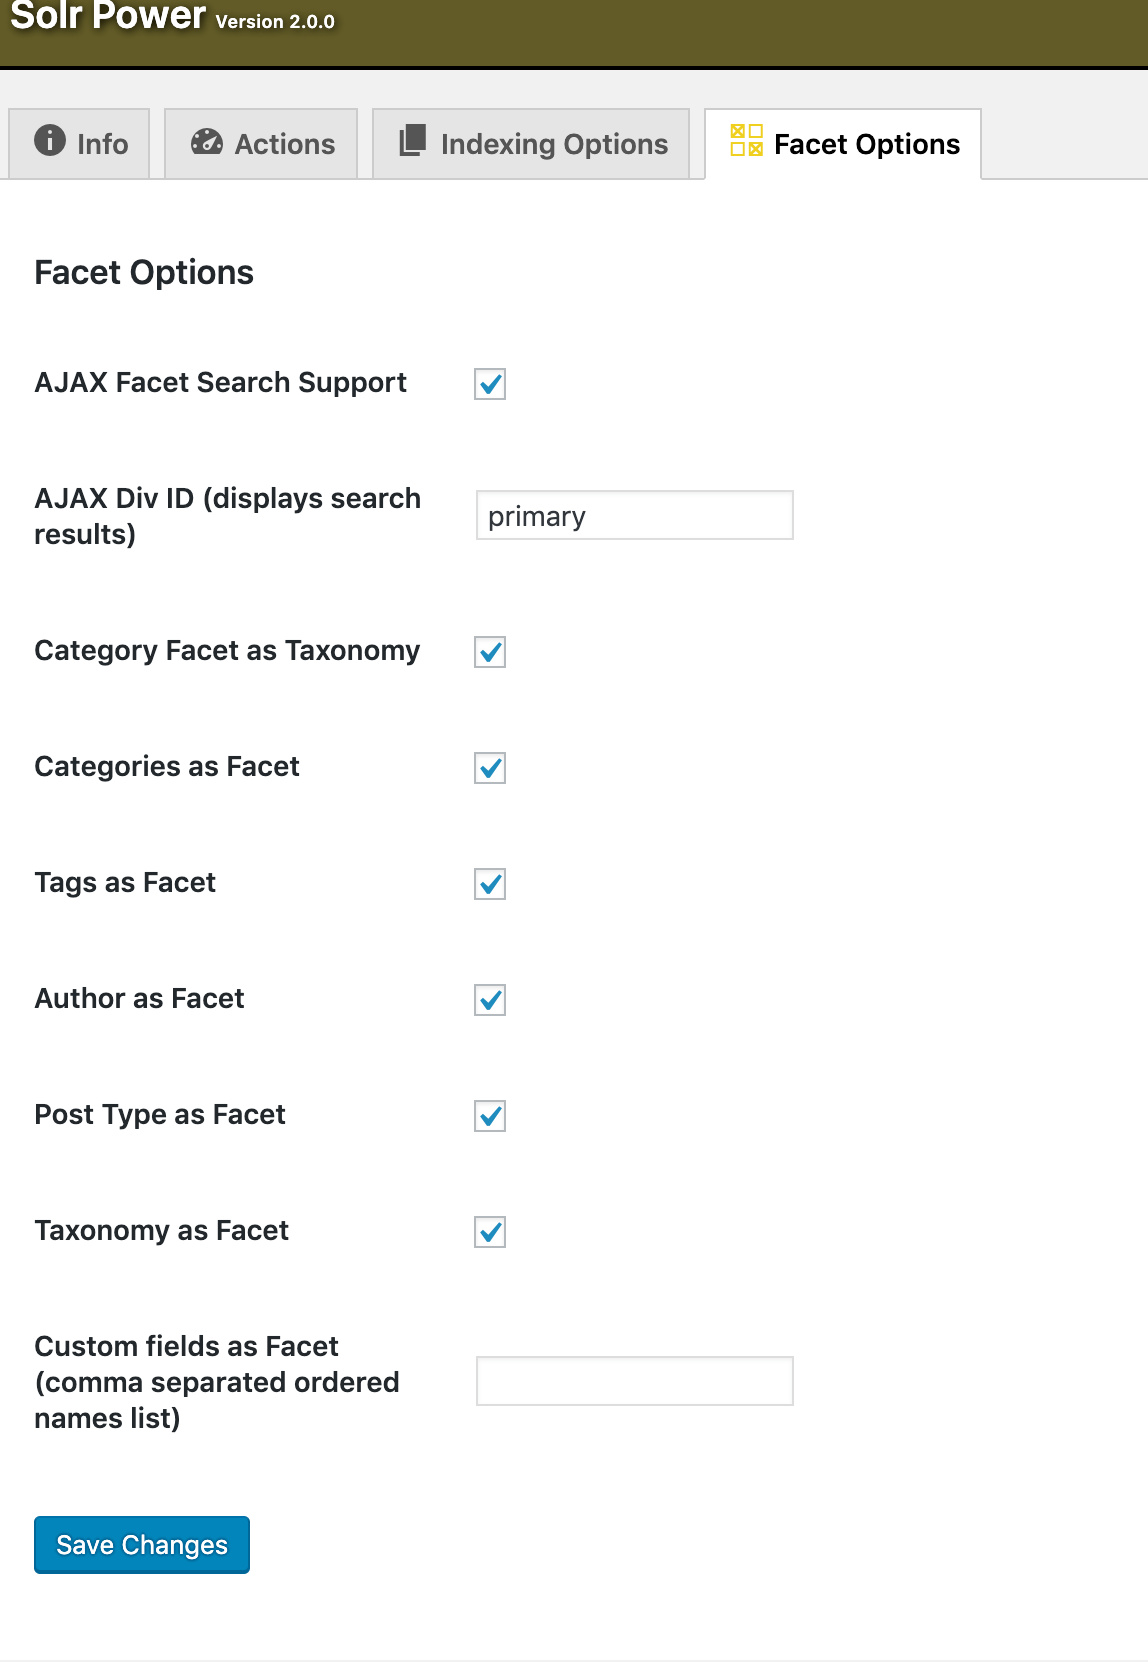 Solr Power Version 2.0.0
Info
Actions
Indexing Options
Facet Options
Facet Options
AJAX Facet Search Support
AJAX Div ID (displays search
results)
primary
Category Facet as Taxonomy
Categories as Facet
Tags as Facet
Author as Facet
Post Type as Facet
Taxonomy as Facet
Custom fields as Facet
(comma separated ordered
names list)
Save Changes